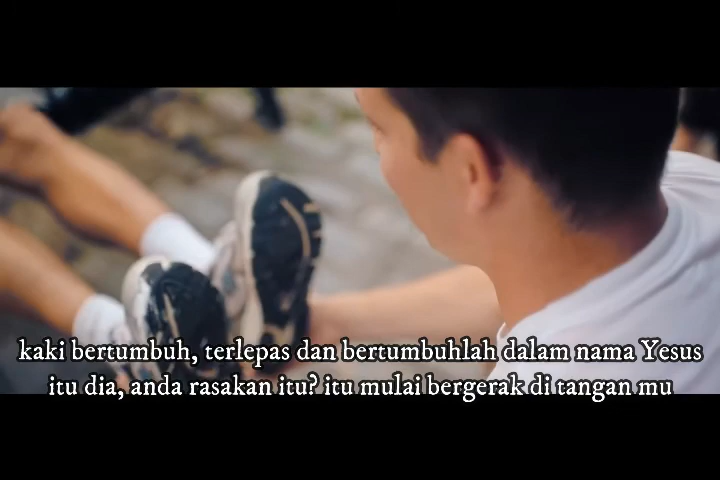 kaki bertumbuh, terlepas dan bertumbuhlah dalam nama Yesus
itu dia, anda rasakan itu? itu mulai bergerak di tangan mu